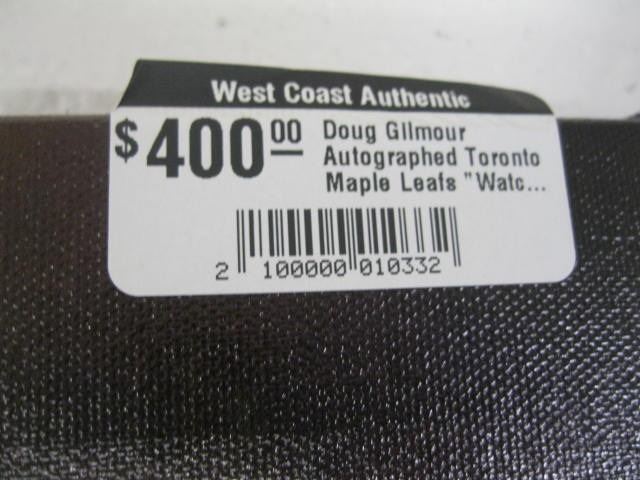 West Coast Authentic
$400.00 Doug Gilmour
Autographed Toronto
Maple Leafs "Watc...
2 100000 010332